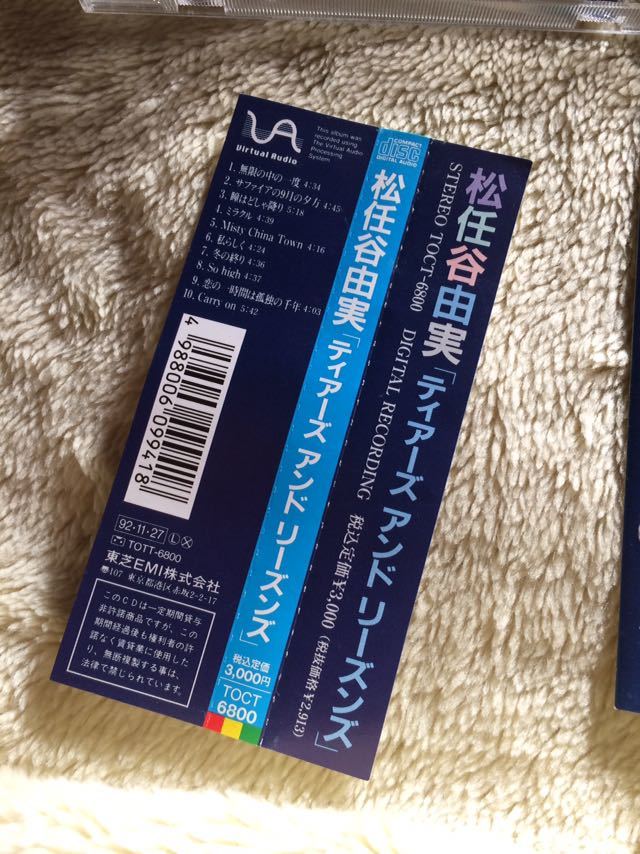 Virtual Audio
This album was
recorded using
The Virtual Audio
Processing
System
1. 無限の中の一度 4:34
2. サファイアの9月の夕方 4:45
3. 瞳はどしゃ降り 5:18
4. ミラクル 4:39
5. Misty China Town 4:16
6. 私らしく 4:24
7. 冬の終り 4:36
8. So high 4:37
9. 恋の一時間は孤独の千年 4:03
10. Carry on 5:42
4 988006 099418
92・11・27 L X
TOTT-6800
東芝EMI株式会社
〒107 東京都港区赤坂2-2-17
このCDは一定期間貸与
非許諾商品ですが、この
期間経過後も権利者の許
諾なく賃貸業に使用した
り、無断複製する事は、
法律で禁じられています。
COMPACT
disc
DIGITAL AUDIO
松任谷由実「ティアーズ アンド リーズンズ」
税込定価
3,000円
TOCT
6800
松任谷由実「ティアーズ アンド リーズンズ」
STEREO TOCT-6800 DIGITAL RECORDING 税込定価¥3,000(税抜価格¥2,913)